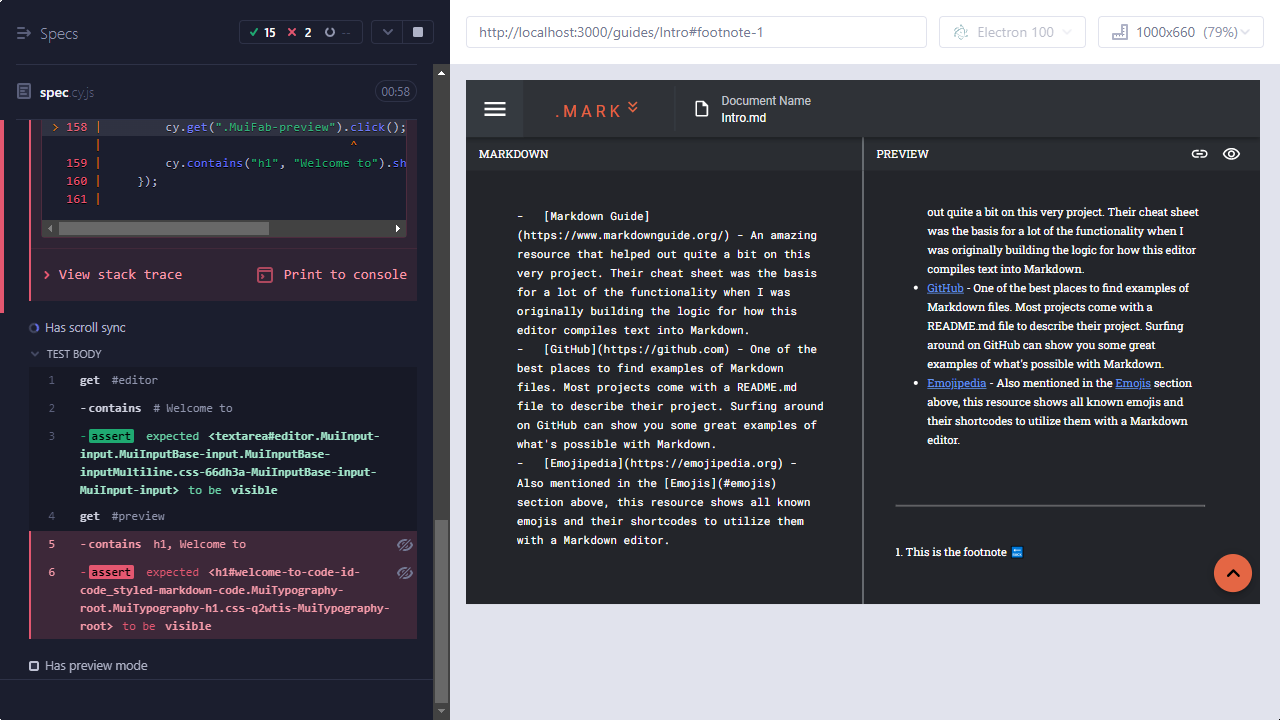 Specs
15 2 --
spec.cy.js 00:58
> 158 | cy.get(".MuiFab-preview").click();
| ^
159 | cy.contains("h1", "Welcome to").sh
160 | });
161 |
View stack trace
Print to console
Has scroll sync
TEST BODY
1 get #editor
2 -contains # Welcome to
3 -assert expected <textarea#editor.MuiInput-
input.MuiInputBase-input.MuiInputBase-
inputMultiline.css-66dh3a-MuiInputBase-input-
MuiInput-input> to be visible
4 get #preview
5 -contains h1, Welcome to
6 -assert expected <h1#welcome-to-code-id-
code_styled-markdown-code.MuiTypography-
root.MuiTypography-h1.css-q2wtis-MuiTypography-
root> to be visible
Has preview mode
http://localhost:3000/guides/Intro#footnote-1
Electron 100
1000x660 (79%)
.MARK
Document Name
Intro.md
MARKDOWN
- [Markdown Guide]
(https://www.markdownguide.org/) - An amazing
resource that helped out quite a bit on this
very project. Their cheat sheet was the basis
for a lot of the functionality when I was
originally building the logic for how this
editor compiles text into Markdown.
- [GitHub](https://github.com) - One of the
best places to find examples of Markdown
files. Most projects come with a README.md
file to describe their project. Surfing around
on GitHub can show you some great examples of
what's possible with Markdown.
- [Emojipedia](https://emojipedia.org) -
Also mentioned in the [Emojis](#emojis)
section above, this resource shows all known
emojis and their shortcodes to utilize them
with a Markdown editor.
PREVIEW
out quite a bit on this very project. Their cheat sheet
was the basis for a lot of the functionality when I
was originally building the logic for how this editor
compiles text into Markdown.
• GitHub - One of the best places to find examples of
Markdown files. Most projects come with a
README.md file to describe their project. Surfing
around on GitHub can show you some great
examples of what's possible with Markdown.
• Emojipedia - Also mentioned in the Emojis section
above, this resource shows all known emojis and
their shortcodes to utilize them with a Markdown
editor.
1. This is the footnote